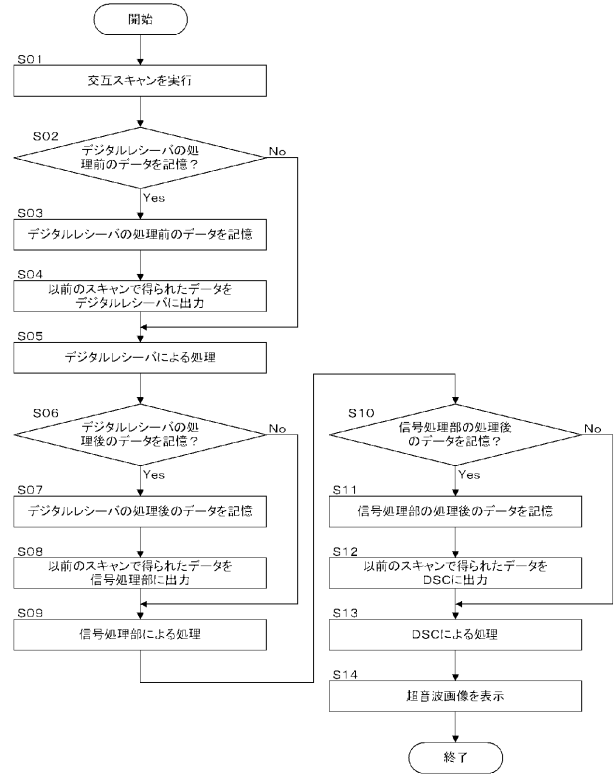 開始
S01
交互スキャンを実行
S02
デジタルレシーバの処
理前のデータを記憶?
No
Yes
S03
デジタルレシーバの処理前のデータを記憶
S04
以前のスキャンで得られたデータを
デジタルレシーバに出力
S05
デジタルレシーバによる処理
S06
デジタルレシーバの処
理後のデータを記憶?
No
Yes
S07
デジタルレシーバの処理後のデータを記憶
S08
以前のスキャンで得られたデータを
信号処理部に出力
S09
信号処理部による処理
S10
信号処理部の処理後
のデータを記憶?
No
Yes
S11
信号処理部の処理後のデータを記憶
S12
以前のスキャンで得られたデータを
DSCに出力
S13
DSCによる処理
S14
超音波画像を表示
終了